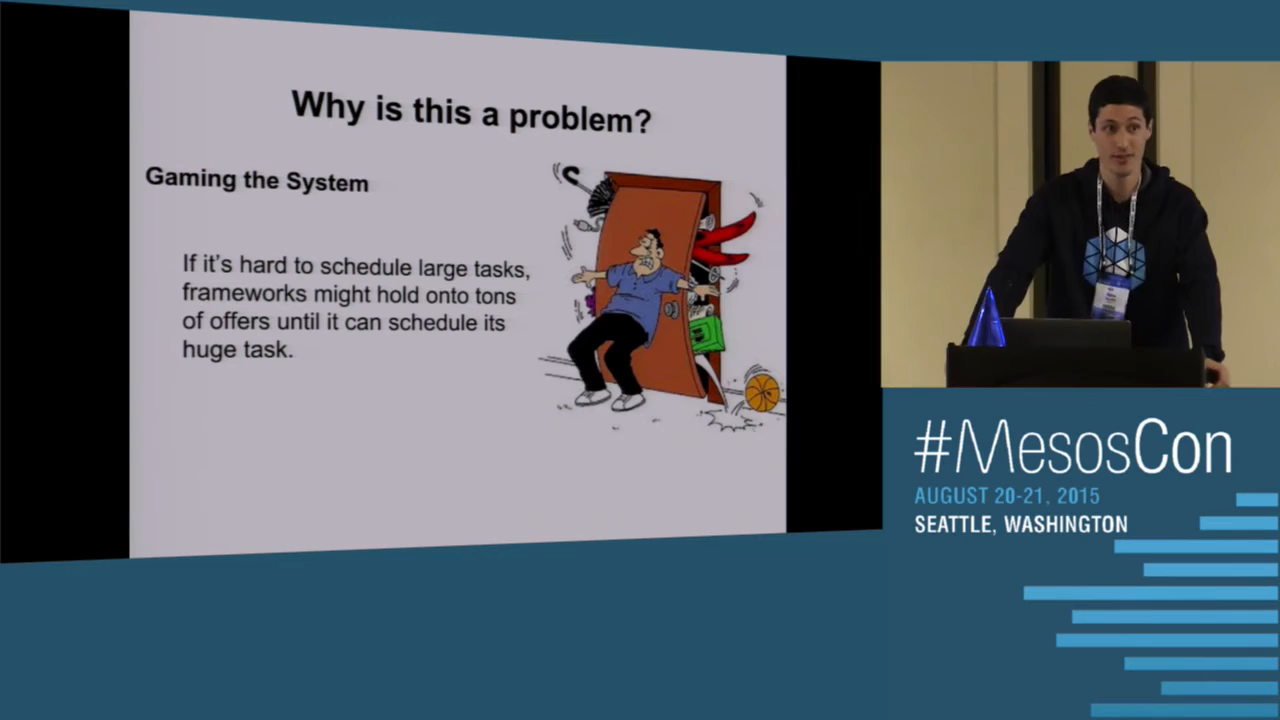 Why is this a problem?
Gaming the System
If it's hard to schedule large tasks,
frameworks might hold onto tons
of offers until it can schedule its
huge task.
#MesosCon
AUGUST 20-21, 2015
SEATTLE, WASHINGTON